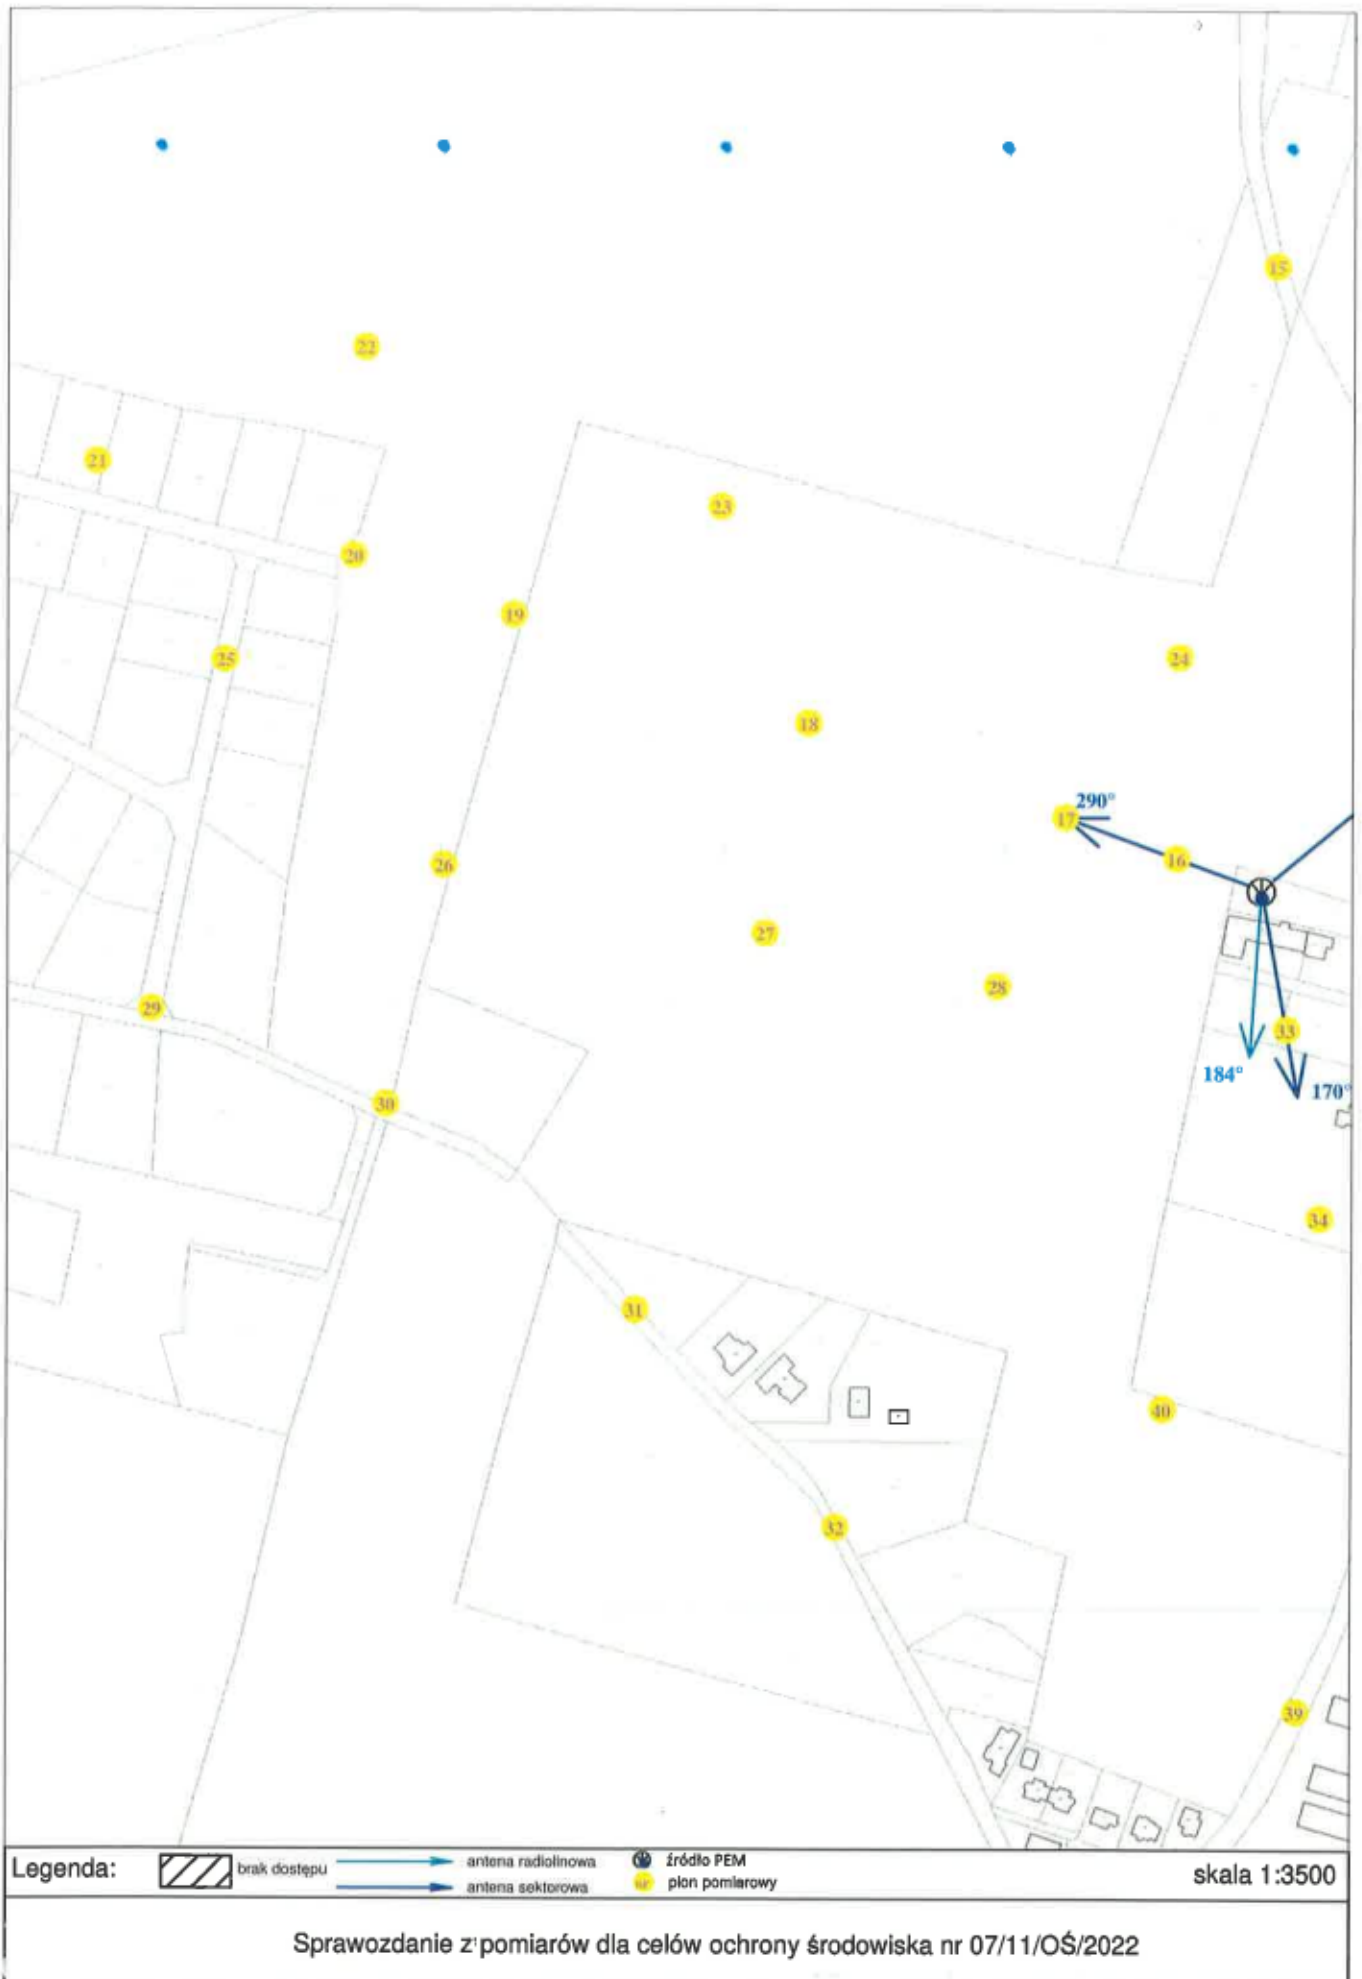 15
22
21
23
20
19
25
24
18
290°
17
16
26
27
28
29
33
184°
170°
30
34
31
40
32
39
Legenda:
brak dostępu
antena radiolinowa
antena sektorowa
źródło PEM
nr
pion pomiarowy
skala 1:3500
Sprawozdanie z pomiarów dla celów ochrony środowiska nr 07/11/OŚ/2022